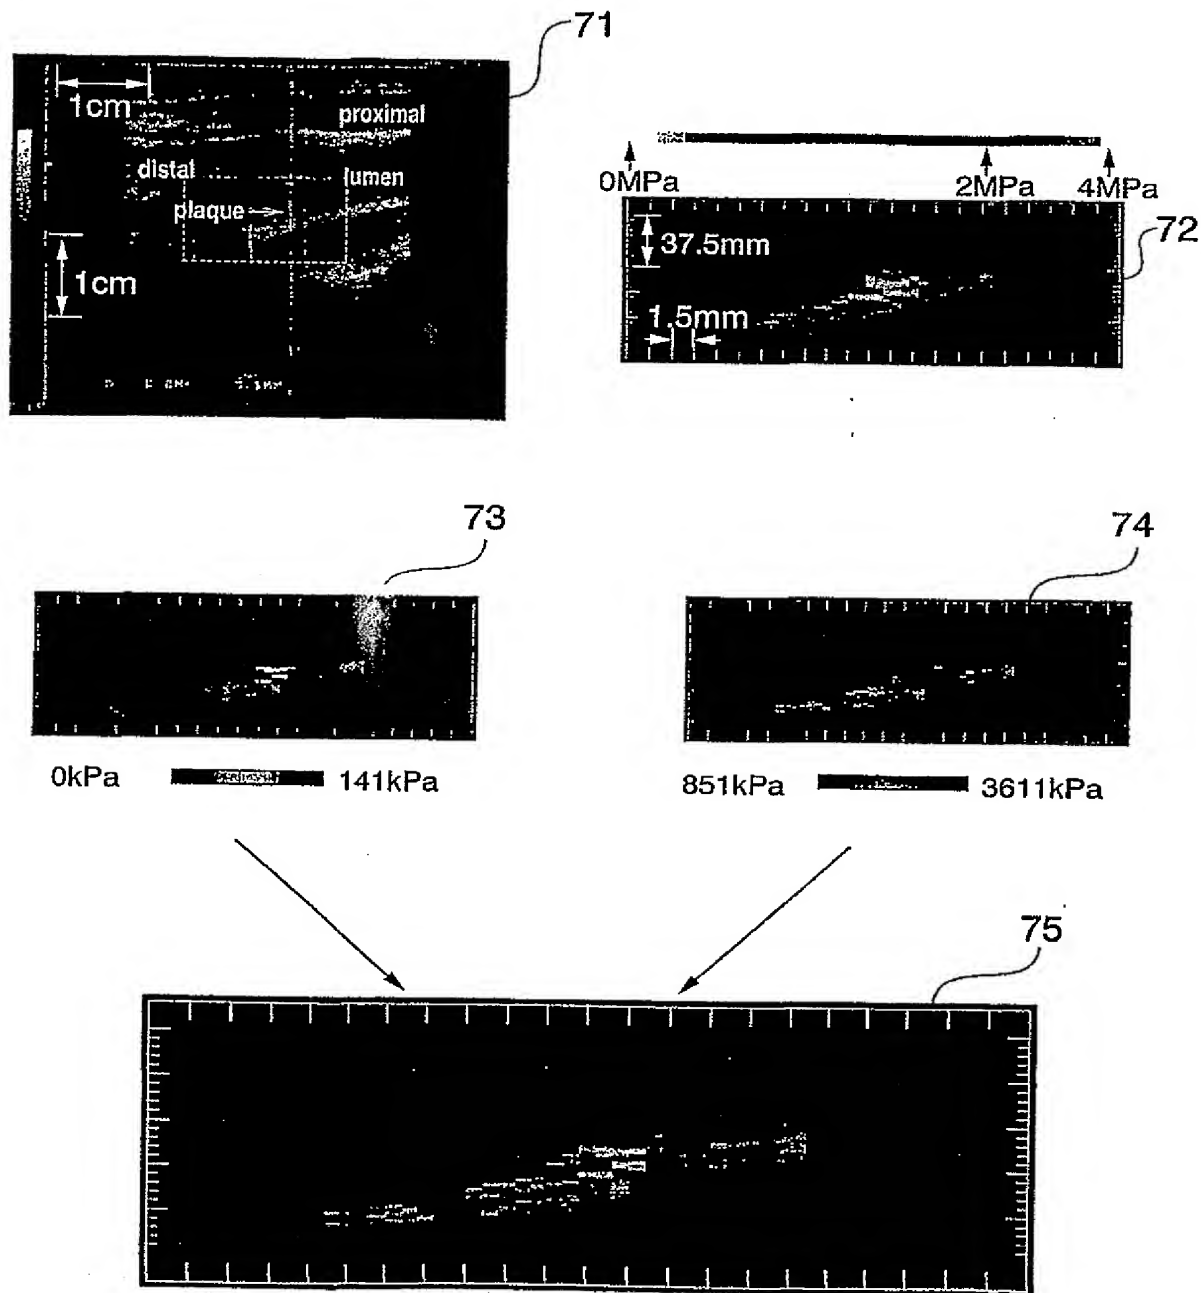 71
1cm
proximal
distal
lumen
plaque
1cm
0MPa
2MPa
4MPa
72
37.5mm
1.5mm
73
74
0kPa
141kPa
851kPa
3611kPa
75